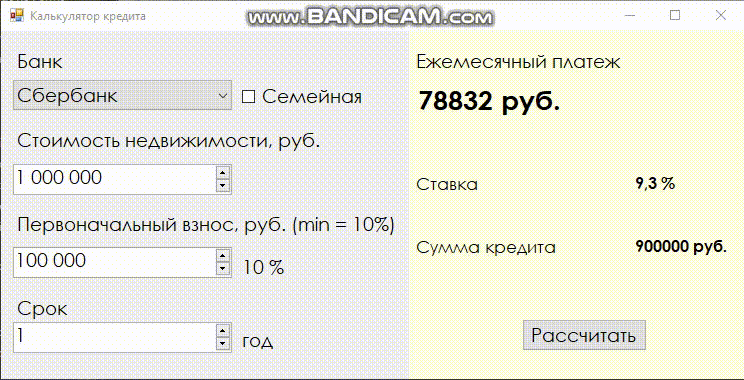 Калькулятор кредита
www.BANDICAM.com
Банк
Сбербанк
Семейная
Стоимость недвижимости, руб.
1 000 000
Первоначальный взнос, руб. (min = 10%)
100 000
10 %
Срок
1
год
Ежемесячный платеж
78832 руб.
Ставка
9,3 %
Сумма кредита
900000 руб.
Рассчитать